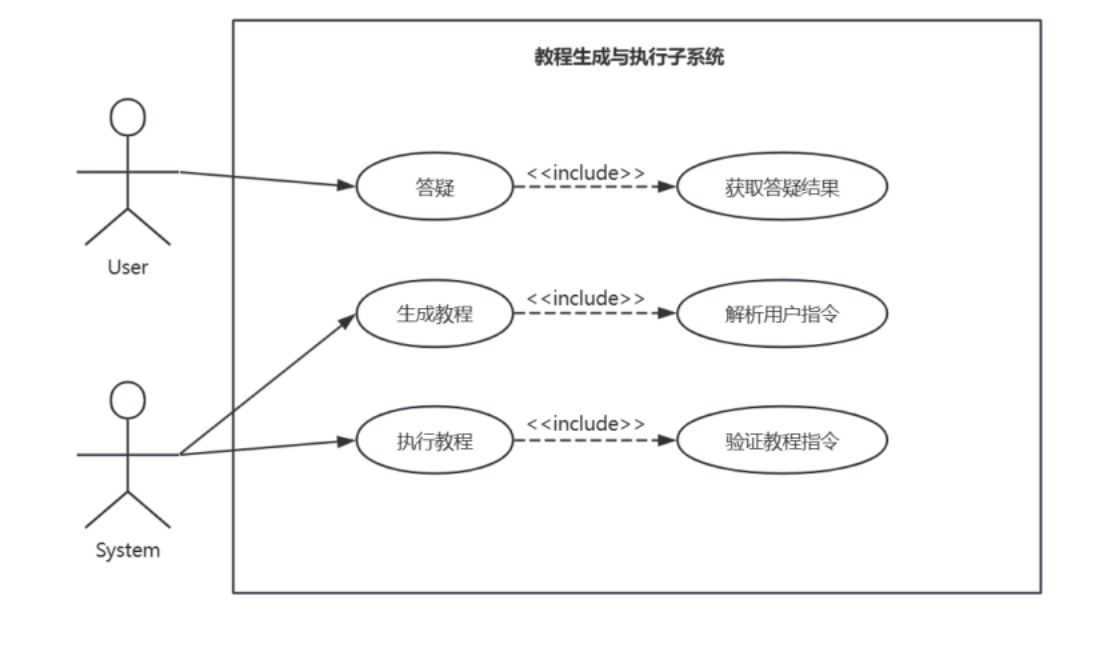 教程生成与执行子系统
User
答疑
<<include>>
获取答疑结果
生成教程
<<include>>
解析用户指令
执行教程
<<include>>
验证教程指令
System